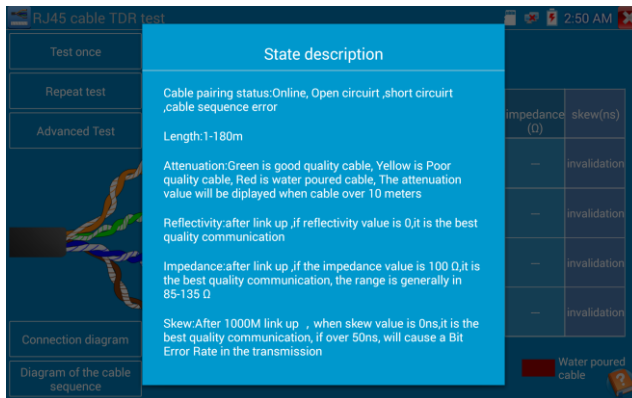 RJ45 cable TDR test
2:50 AM
Test once
Repeat test
Advanced Test
Connection diagram
Diagram of the cable
sequence
State description
Cable pairing status:Online, Open circuirt ,short circuirt
,cable sequence error
Length:1-180m
Attenuation:Green is good quality cable, Yellow is Poor
quality cable, Red is water poured cable, The attenuation
value will be diplayed when cable over 10 meters
Reflectivity:after link up ,if reflectivity value is 0,it is the best
quality communication
Impedance:after link up ,if the impedance value is 100 Ω,it is
the best quality communication, the range is generally in
85-135 Ω
Skew:After 1000M link up , when skew value is 0ns,it is the
best quality communication, if over 50ns, will cause a Bit
Error Rate in the transmission
impedance
(Ω)
skew(ns)
--- invalidation
--- invalidation
--- invalidation
--- invalidation
Water poured
cable